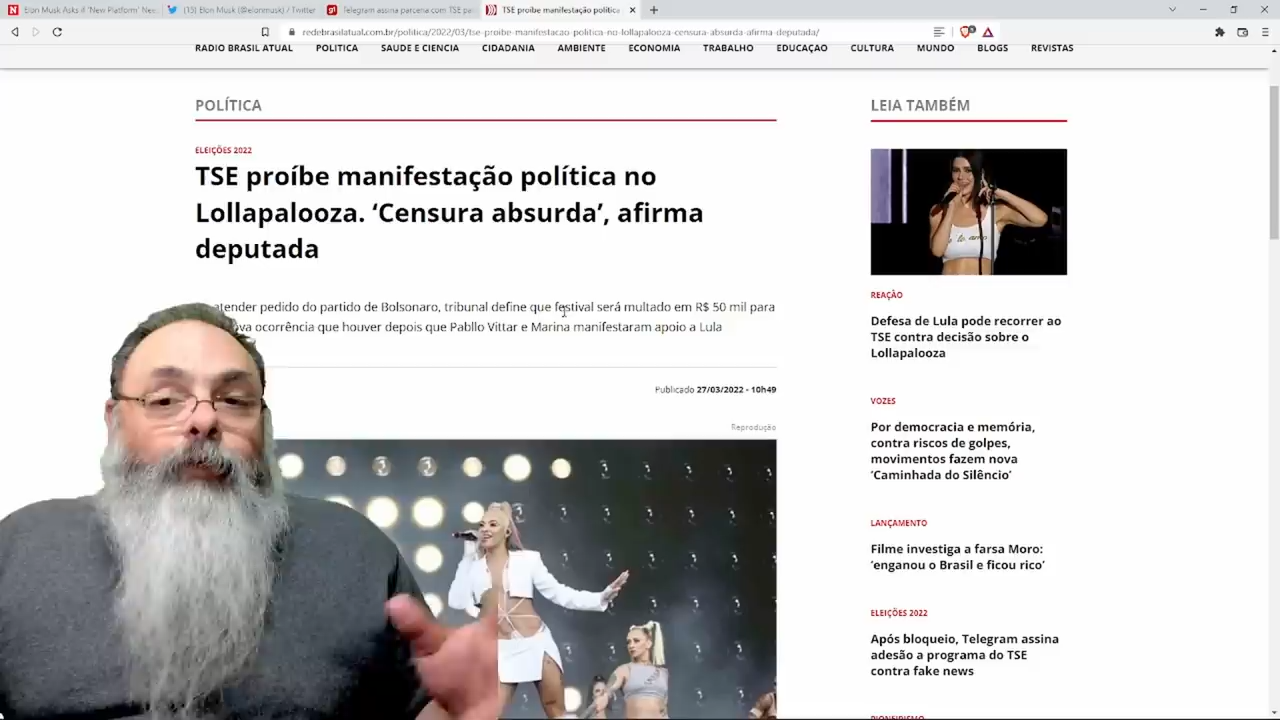 Elon Musk Asks if 'New Platform' Nee
(13) Elon Musk (@elonmusk) / Twitter
Telegram assina parceria com TSE pa
TSE proíbe manifestação política
redebrasilatual.com.br/politica/2022/03/tse-proibe-manifestacao-politica-no-lollapalooza-censura-absurda-afirma-deputada/
RÁDIO BRASIL ATUAL POLÍTICA SAÚDE E CIÊNCIA CIDADANIA AMBIENTE ECONOMIA TRABALHO EDUCAÇÃO CULTURA MUNDO BLOGS REVISTAS
POLÍTICA
ELEIÇÕES 2022
TSE proíbe manifestação política no
Lollapalooza. ‘Censura absurda’, afirma
deputada
atender pedido do partido de Bolsonaro, tribunal define que festival será multado em R$ 50 mil para
ova ocorrência que houver depois que Pabllo Vittar e Marina manifestaram apoio a Lula
Publicado 27/03/2022 - 10h49
Reprodução
LEIA TAMBÉM
te amo
REAÇÃO
Defesa de Lula pode recorrer ao
TSE contra decisão sobre o
Lollapalooza
VOZES
Por democracia e memória,
contra riscos de golpes,
movimentos fazem nova
‘Caminhada do Silêncio’
LANÇAMENTO
Filme investiga a farsa Moro:
‘enganou o Brasil e ficou rico’
ELEIÇÕES 2022
Após bloqueio, Telegram assina
adesão a programa do TSE
contra fake news
PIONEIRISMO